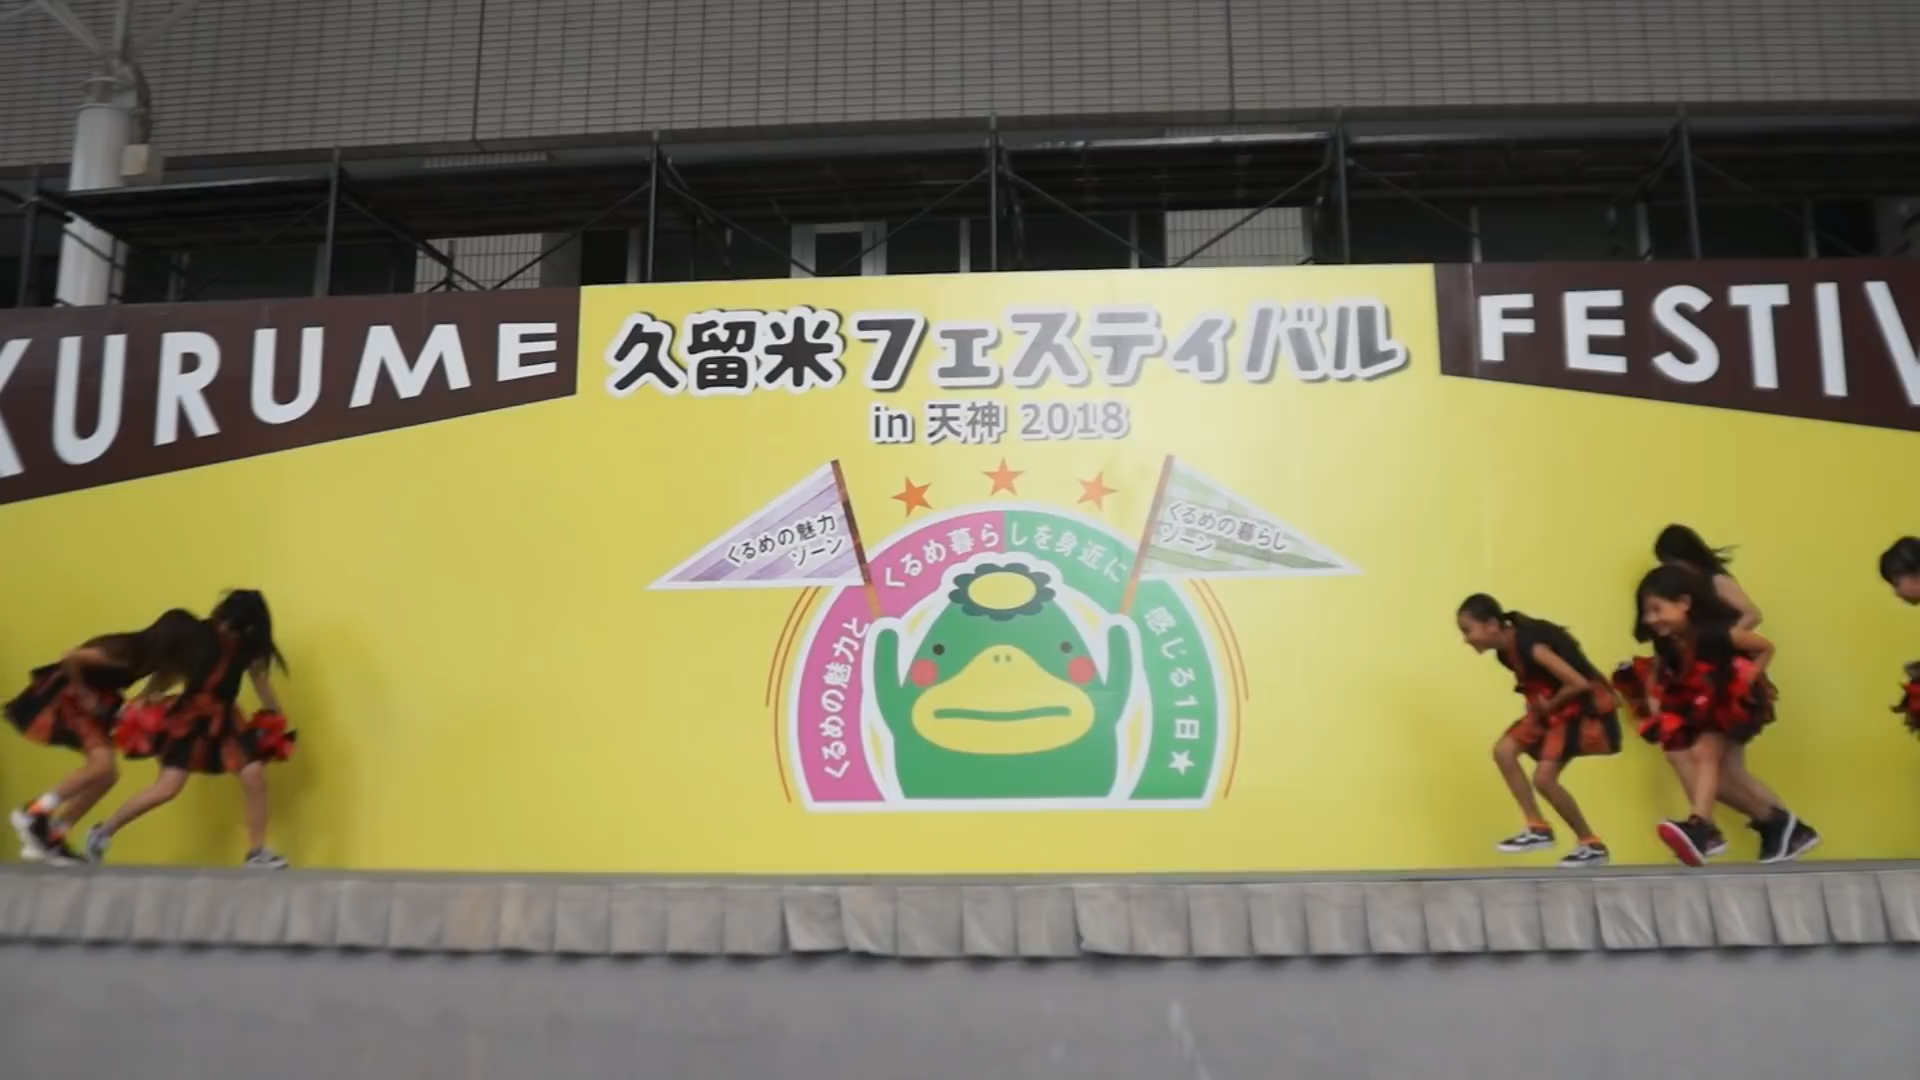 KURUME
久留米フェスティバル
FESTIV
in 天神 2018
くるめの魅力
ゾーン
くるめの暮らし
ゾーン
くるめの魅力と
くるめ暮らしを身近に
感じる1日★